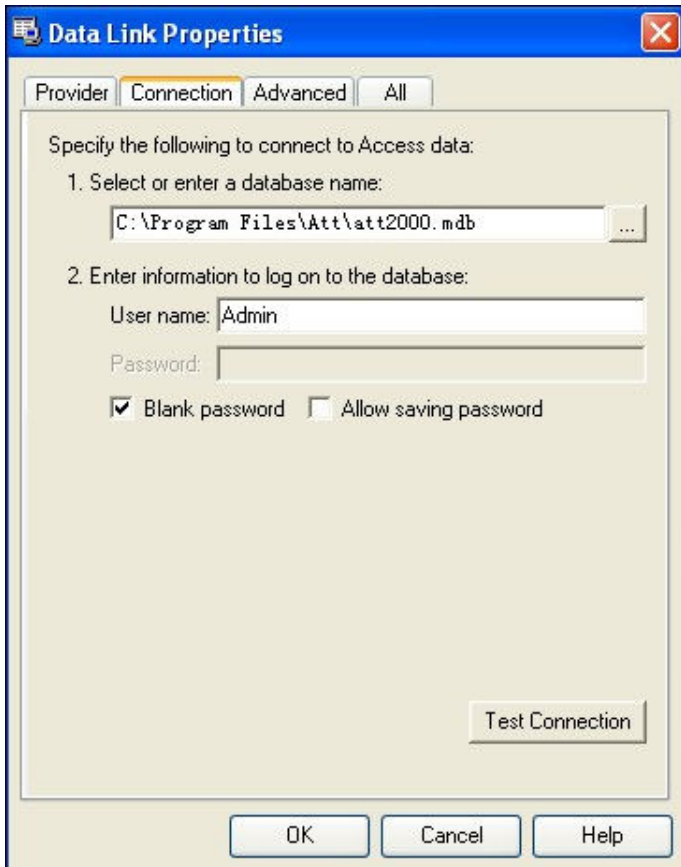 Data Link Properties
Provider Connection Advanced All
Specify the following to connect to Access data:
1. Select or enter a database name:
C:\Program Files\Att\att2000.mdb ...
2. Enter information to log on to the database:
User name: Admin
Password:
Blank password Allow saving password
Test Connection
OK Cancel Help